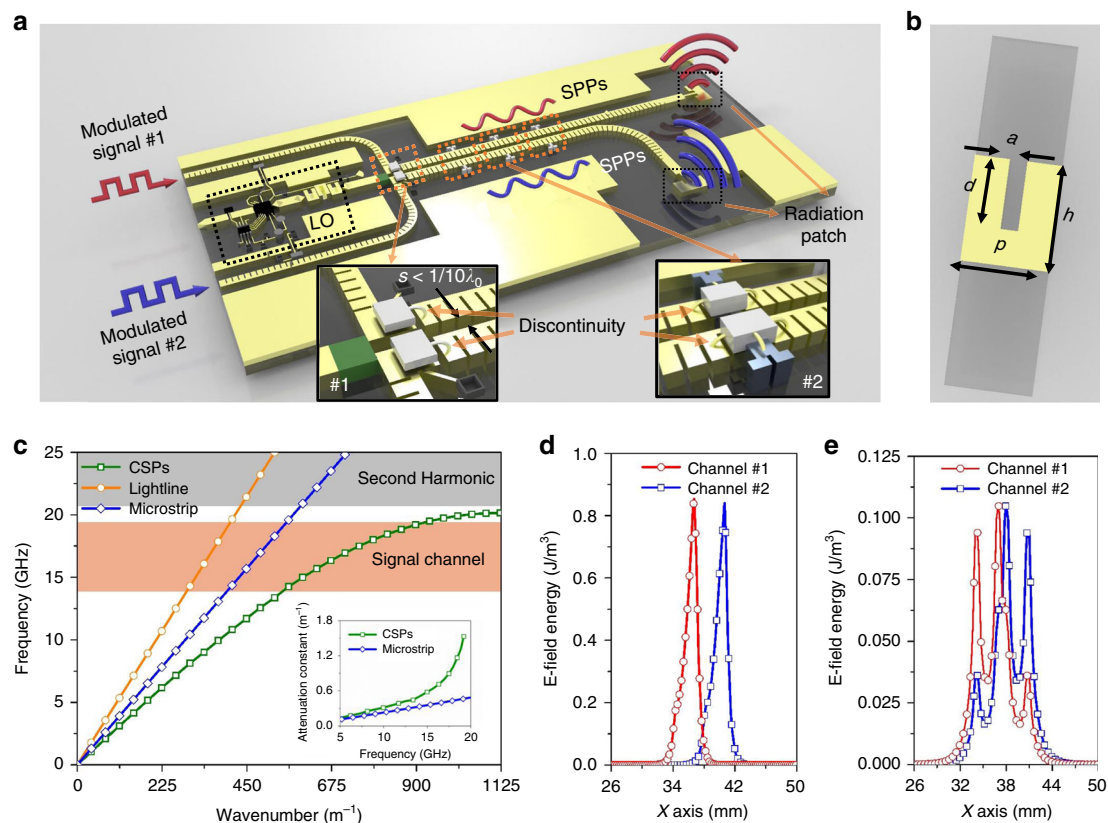 a
Modulated
signal #1
SPPs
SPPs
LO
Radiation
patch
Modulated
signal #2
s < 1/10λ₀
Discontinuity
#1
#2
b
a
d
h
p
c
Frequency (GHz)
25
20
15
10
5
0
CSPs
Lightline
Microstrip
Second Harmonic
Signal channel
Attenuation constant (m⁻¹)
1.8
1.2
0.6
0.0
CSPs
Microstrip
5 10 15 20
Frequency (GHz)
0 225 450 675 900 1125
Wavenumber (m⁻¹)
d
E-field energy (J/m³)
1.0
0.8
0.6
0.4
0.2
0.0
Channel #1
Channel #2
26 34 42 50
X axis (mm)
e
E-field energy (J/m³)
0.125
0.100
0.075
0.050
0.025
0.000
Channel #1
Channel #2
26 32 38 44 50
X axis (mm)